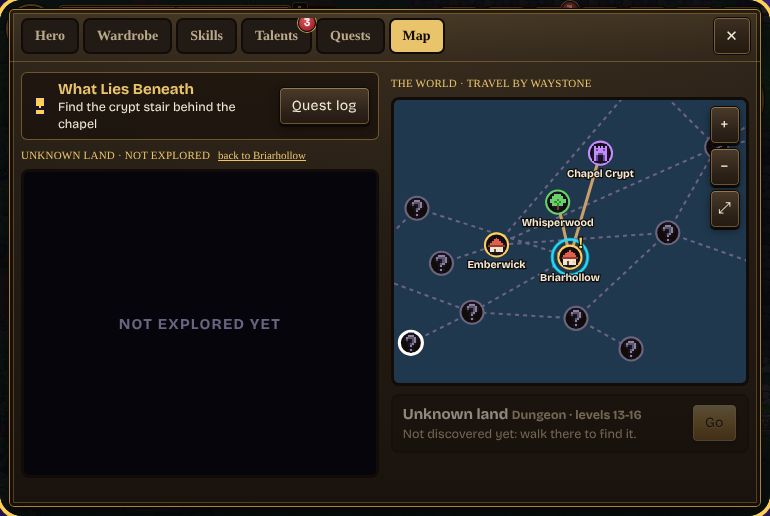 Hero
Wardrobe
Skills
Talents
3
Quests
Map
✕
What Lies Beneath
Find the crypt stair behind the
chapel
Quest log
UNKNOWN LAND · NOT EXPLORED back to Briarhollow
NOT EXPLORED YET
THE WORLD · TRAVEL BY WAYSTONE
+
−
Chapel Crypt
Whisperwood
Emberwick
!
Briarhollow
?
?
?
?
?
?
?
Unknown land Dungeon · levels 13-16
Not discovered yet: walk there to find it.
Go